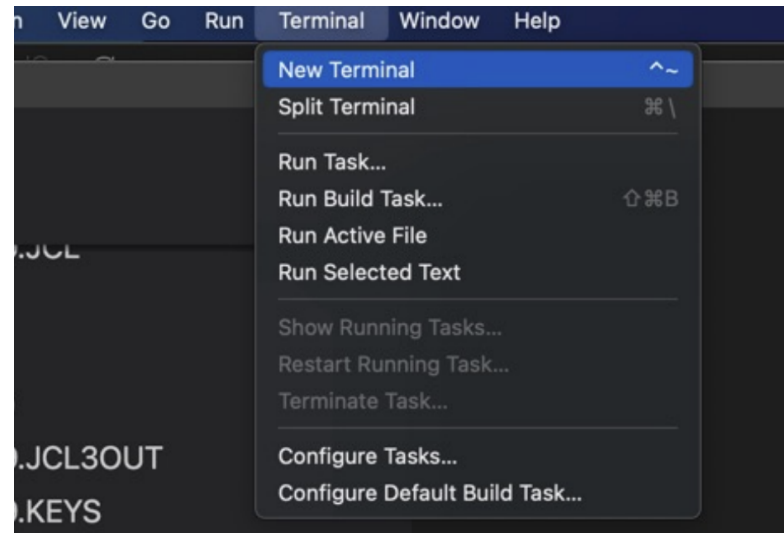 View Go Run Terminal Window Help
New Terminal ^~
Split Terminal ⌘\
Run Task...
Run Build Task... ⇧⌘B
Run Active File
Run Selected Text
.JCL
Show Running Tasks...
Restart Running Task...
Terminate Task...
.JCL3OUT
Configure Tasks...
.KEYS
Configure Default Build Task...